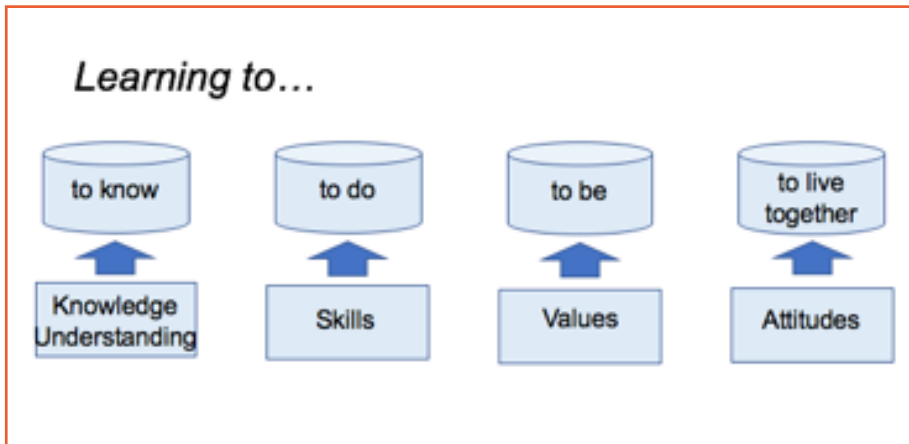 Learning to…
to know
to do
to be
to live
together
Knowledge
Understanding
Skills
Values
Attitudes